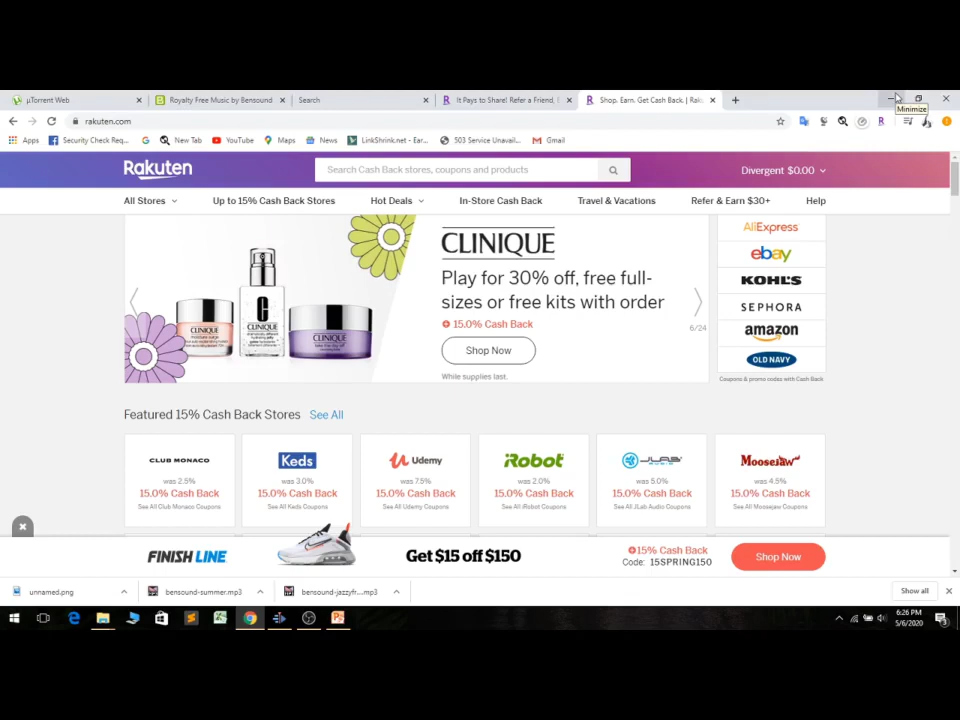 µTorrent Web
Royalty Free Music by Bensound
Search
It Pays to Share! Refer a Friend, E
Shop. Earn. Get Cash Back. | Raku
Minimize
rakuten.com
Apps
Security Check Req...
New Tab
YouTube
Maps
News
LinkShrink.net - Ear...
503 Service Unavail...
Gmail
Rakuten
Search Cash Back stores, coupons and products
Divergent $0.00
All Stores
Up to 15% Cash Back Stores
Hot Deals
In-Store Cash Back
Travel & Vacations
Refer & Earn $30+
Help
CLINIQUE
Play for 30% off, free full-
sizes or free kits with order
15.0% Cash Back
Shop Now
While supplies last.
6/24
CLINIQUE
CLINIQUE
AliExpress
ebay
KOHL'S
SEPHORA
amazon
OLD NAVY
Coupons & promo codes with Cash Back
Featured 15% Cash Back Stores See All
CLUB MONACO
was 2.5%
15.0% Cash Back
See All Club Monaco Coupons
Keds
was 3.0%
15.0% Cash Back
See All Keds Coupons
Udemy
was 7.5%
15.0% Cash Back
See All Udemy Coupons
iRobot
was 2.0%
15.0% Cash Back
See All iRobot Coupons
JLAB
AUDIO
was 5.0%
15.0% Cash Back
See All JLab Audio Coupons
Moosejaw
was 4.5%
15.0% Cash Back
See All Moosejaw Coupons
FINISH LINE
Get $15 off $150
15% Cash Back
Code: 15SPRING150
Shop Now
unnamed.png
bensound-summer.mp3
bensound-jazzyfr....mp3
Show all
6:26 PM
5/6/2020
3